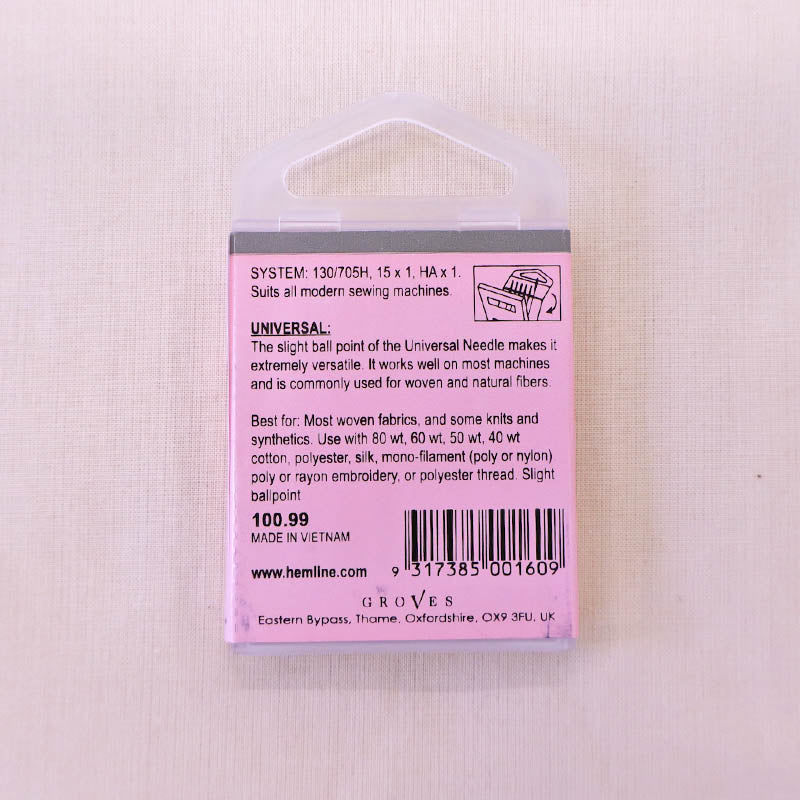 SYSTEM: 130/705H, 15 x 1, HA x 1.
Suits all modern sewing machines.
UNIVERSAL:
The slight ball point of the Universal Needle makes it
extremely versatile. It works well on most machines
and is commonly used for woven and natural fibers.
Best for: Most woven fabrics, and some knits and
synthetics. Use with 80 wt, 60 wt, 50 wt, 40 wt
cotton, polyester, silk, mono-filament (poly or nylon)
poly or rayon embroidery, or polyester thread. Slight
ballpoint
100.99
MADE IN VIETNAM
www.hemline.com
9 317385 001609
GROVES
Eastern Bypass, Thame, Oxfordshire, OX9 3FU, UK